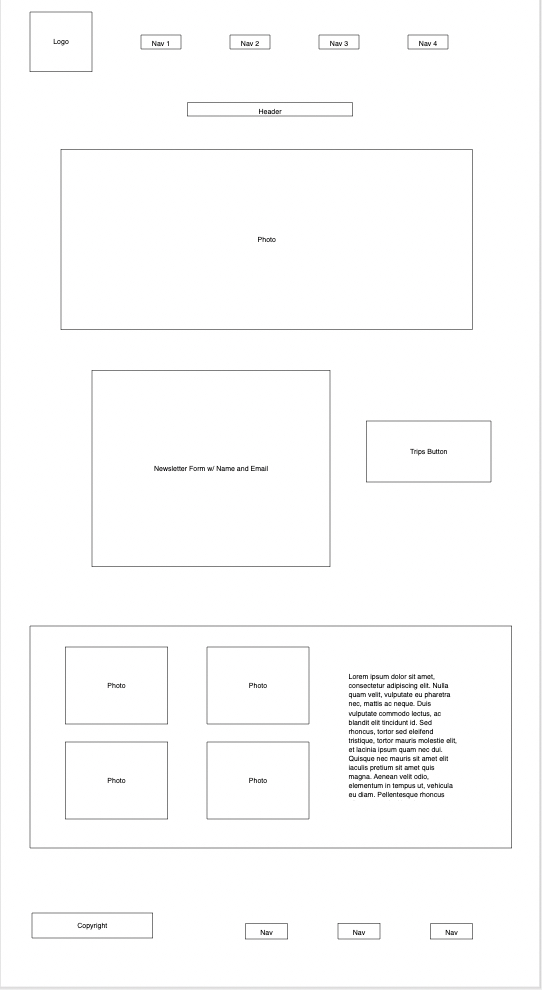 Logo
Nav 1
Nav 2
Nav 3
Nav 4
Header
Photo
Newsletter Form w/ Name and Email
Trips Button
Photo
Photo
Photo
Photo
Lorem ipsum dolor sit amet,
consectetur adipiscing elit. Nulla
quam velit, vulputate eu pharetra
nec, mattis ac neque. Duis
vulputate commodo lectus, ac
blandit elit tincidunt id. Sed
rhoncus, tortor sed eleifend
tristique, tortor mauris molestie elit,
et lacinia ipsum quam nec dui.
Quisque nec mauris sit amet elit
iaculis pretium sit amet quis
magna. Aenean velit odio,
elementum in tempus ut, vehicula
eu diam. Pellentesque rhoncus
Copyright
Nav
Nav
Nav